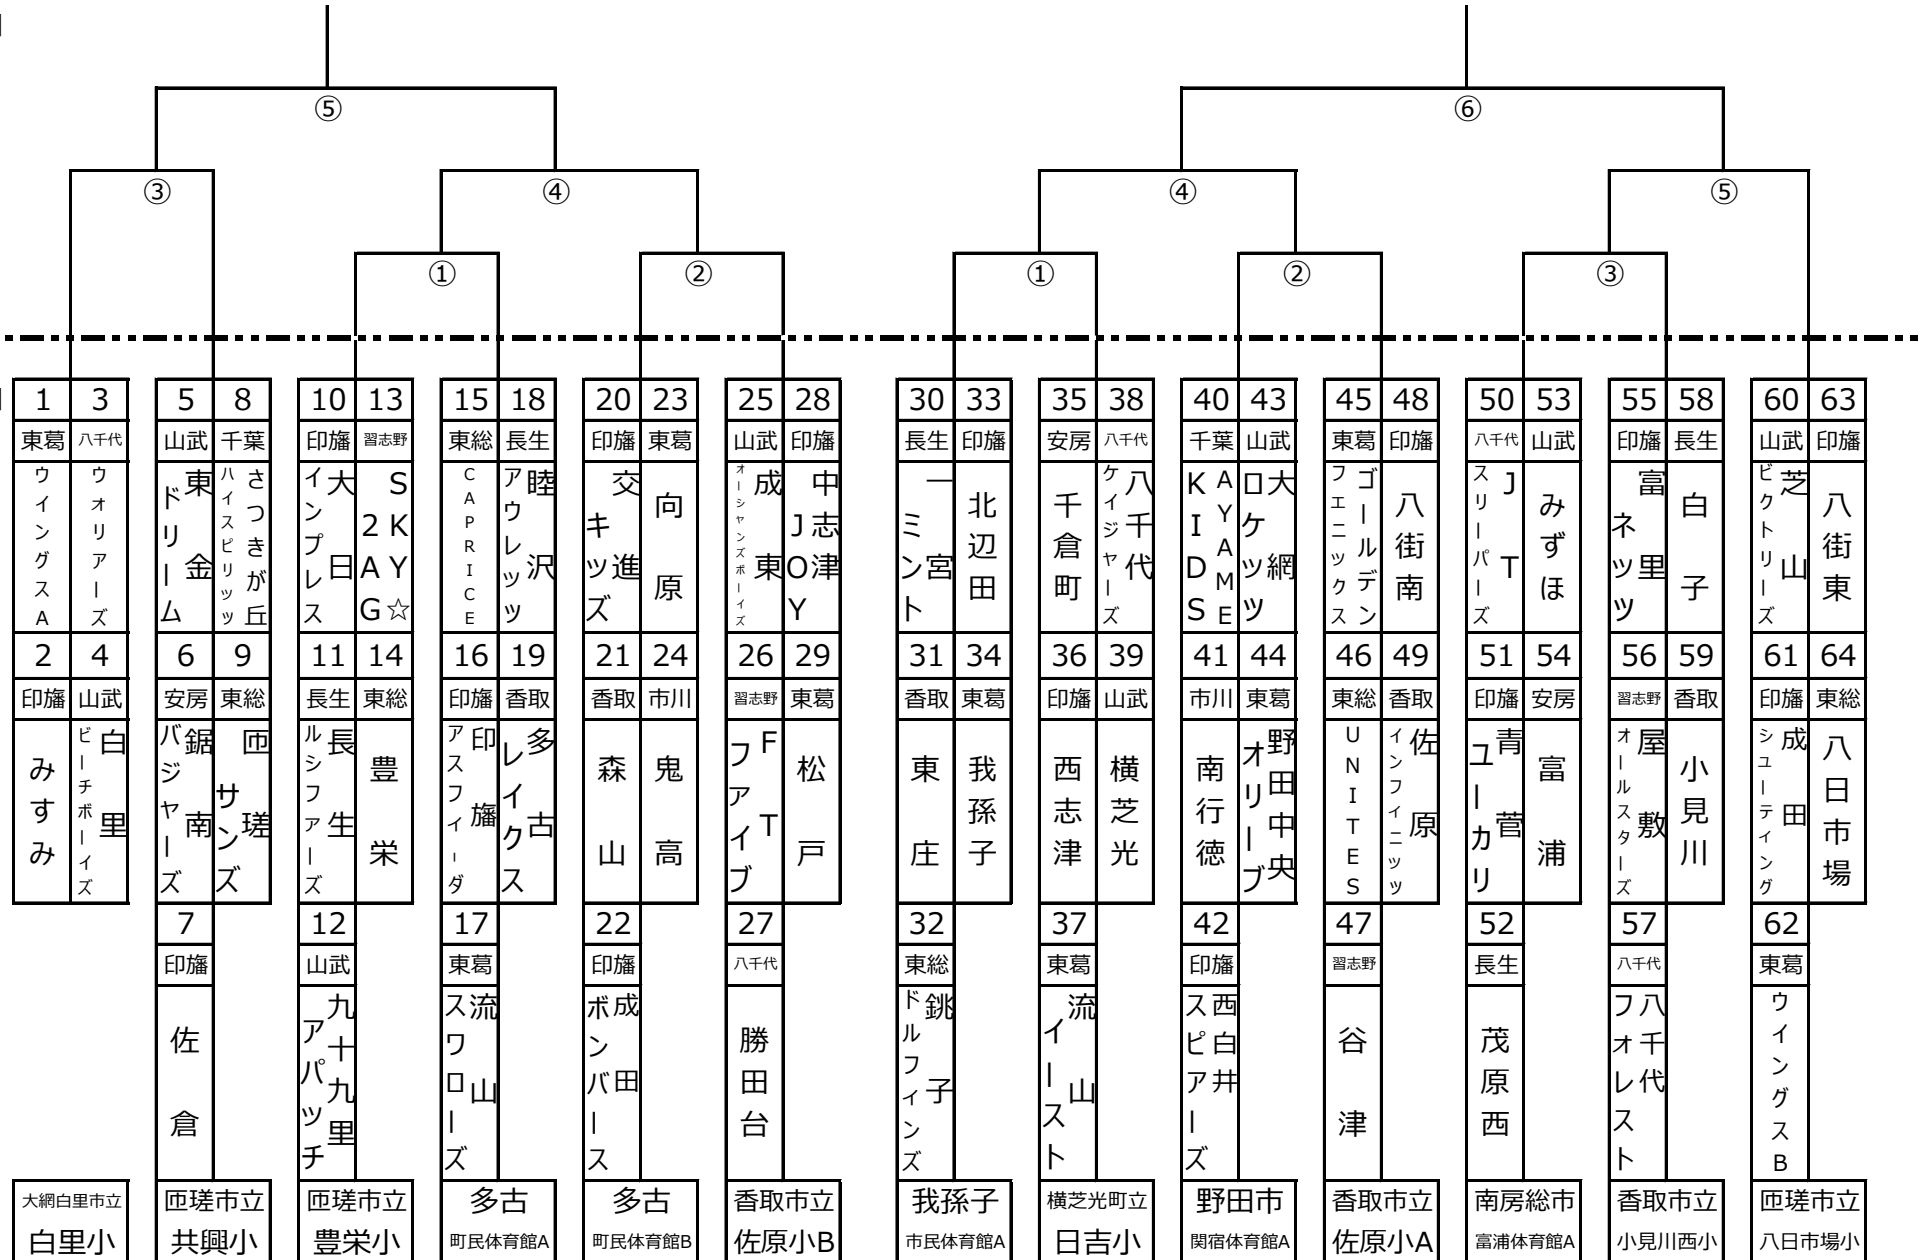 ⑤ ⑥
③ ④ ④ ⑤
① ② ① ② ③
1 3 5 8 10 13 15 18 20 23 25 28 30 33 35 38 40 43 45 48 50 53 55 58 60 63
東葛 八千代 山武 千葉 印旛 習志野 東総 長生 印旛 東葛 山武 印旛 長生 印旛 安房 八千代 千葉 山武 東葛 印旛 八千代 山武 印旛 長生 山武 印旛
ウイングスA
ウォリアーズ
東金
ドリーム
さつきが丘
ハイスピリッツ
大日
インプレス
SKY☆
2AG
CAPRICE
睦沢
アウレッツ
交進
キッズ
向原
成東
オーシャンズボーイズ
中志津
JOY
一宮
ミント
北辺田
千倉町
八千代
ケイジャーズ
AYAME
KIDS
大網
ロケッツ
ゴールデン
フエニックス
八街南
JT
スリーパーズ
みずほ
富里
ネッツ
白子
芝山
ビクトリーズ
八街東
2 4 6 9 11 14 16 19 21 24 26 29 31 34 36 39 41 44 46 49 51 54 56 59 61 64
印旛 山武 安房 東総 長生 東総 印旛 香取 香取 市川 習志野 東葛 香取 東葛 印旛 山武 市川 東葛 東総 香取 印旛 安房 習志野 香取 印旛 東総
みすみ
白里
ビーチボーイズ
鋸南
バジャーズ
匝瑳
サンズ
長生
ルシファーズ
豊栄
印旛
アスフィーダ
多古
レイクス
森山
鬼高
FT
ファイブ
松戸
東庄
我孫子
西志津
横芝光
南行徳
野田中央
オリーブ
UNITES
佐原
インフィニッツ
青菅
ユーカリ
富浦
屋敷
オールスターズ
小見川
成田
シューティング
八日市場
7 12 17 22 27 32 37 42 47 52 57 62
印旛 山武 東葛 印旛 八千代 東総 東葛 印旛 習志野 長生 八千代 東葛
佐倉
九十九里
アパッチ
流山
スワローズ
成田
ボンバース
勝田台
銚子
ドルフィンズ
流山
イースト
西白井
スピアーズ
谷津
茂原西
八千代
フォレスト
ウイングスB
大網白里市立 匝瑳市立 匝瑳市立 多古 多古 香取市立 我孫子 横芝光町立 野田市 香取市立 南房総市 香取市立 匝瑳市立
白里小 共興小 豊栄小 町民体育館A 町民体育館B 佐原小B 市民体育館A 日吉小 関宿体育館A 佐原小A 富浦体育館A 小見川西小 八日市場小